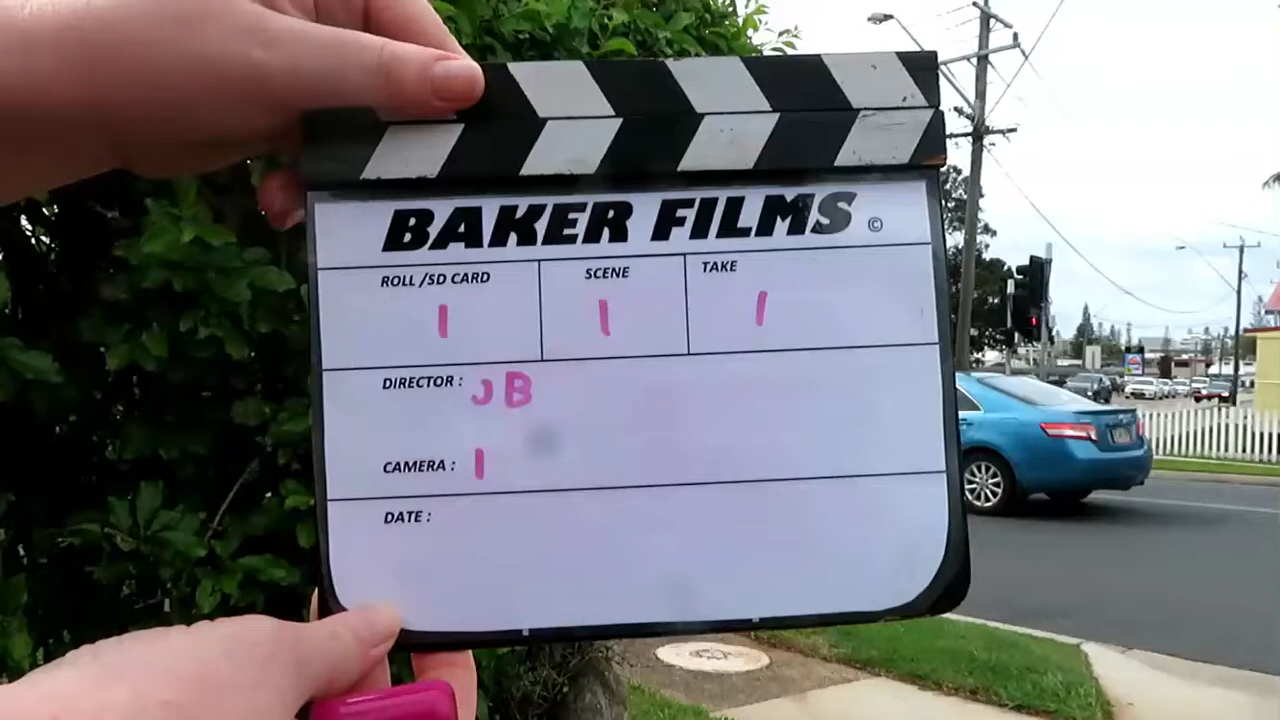 BAKER FILMS ©
ROLL /SD CARD SCENE TAKE
1 1 1
DIRECTOR : JB
CAMERA : 1
DATE :